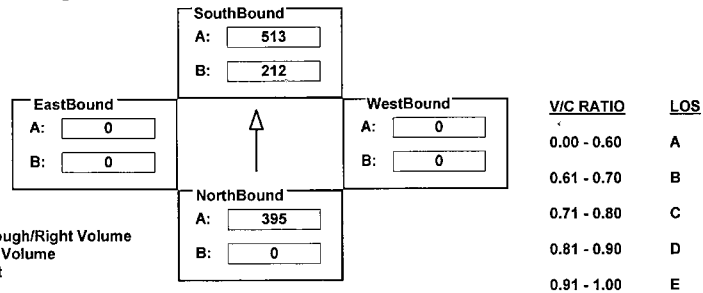 SouthBound
A: 513
B: 212
EastBound
A: 0
B: 0
WestBound
A: 0
B: 0
NorthBound
A: 395
B: 0
ough/Right Volume
Volume
V/C RATIO LOS
0.00 - 0.60 A
0.61 - 0.70 B
0.71 - 0.80 C
0.81 - 0.90 D
0.91 - 1.00 E